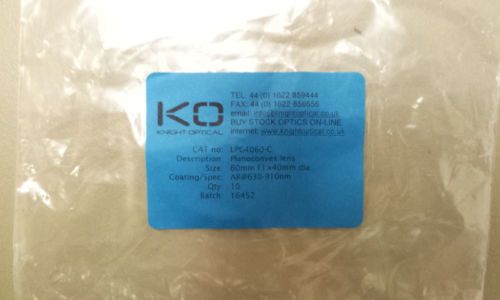 KO
KNIGHT OPTICAL
TEL: 44 (0) 1622 859444
FAX: 44 (0) 1622 858555
email: info@knightoptical.co.uk
BUY STOCK OPTICS ON-LINE
internet: www.knightoptical.co.uk
CAT no: LPC4060-C
Description: Planoconvex lens
Size: 60mm f l x40mm dia
Coating/Spec: AR@630-910nm
Qty: 10
Batch: 16452